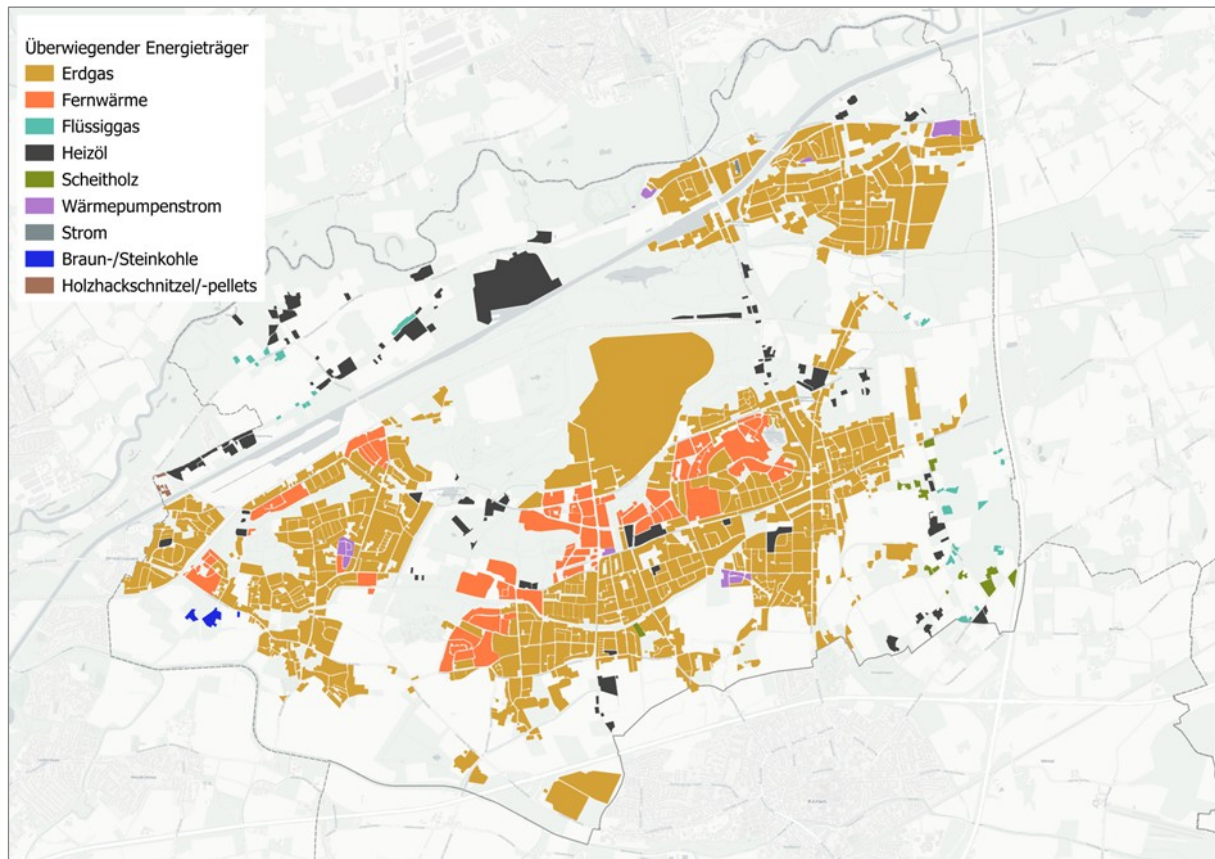 Überwiegender Energieträger
Erdgas
Fernwärme
Flüssiggas
Heizöl
Scheitholz
Wärmepumpenstrom
Strom
Braun-/Steinkohle
Holzhackschnitzel/-pellets